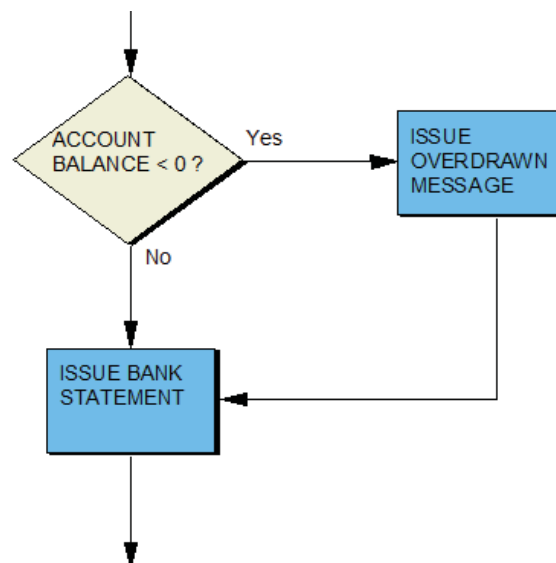 ACCOUNT
BALANCE < 0 ?
Yes
ISSUE
OVERDRAWN
MESSAGE
No
ISSUE BANK
STATEMENT